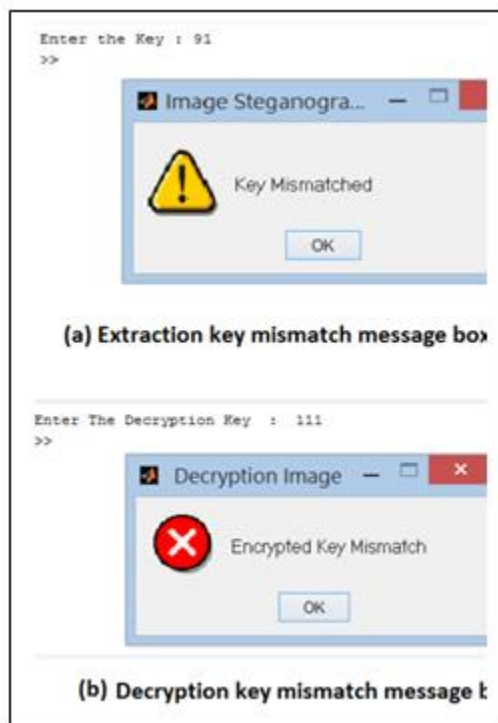 Enter the Key : 91
>>
Image Steganogra...
Key Mismatched
OK
(a) Extraction key mismatch message box
Enter The Decryption Key : 111
>>
Decryption Image
Encrypted Key Mismatch
OK
(b) Decryption key mismatch message